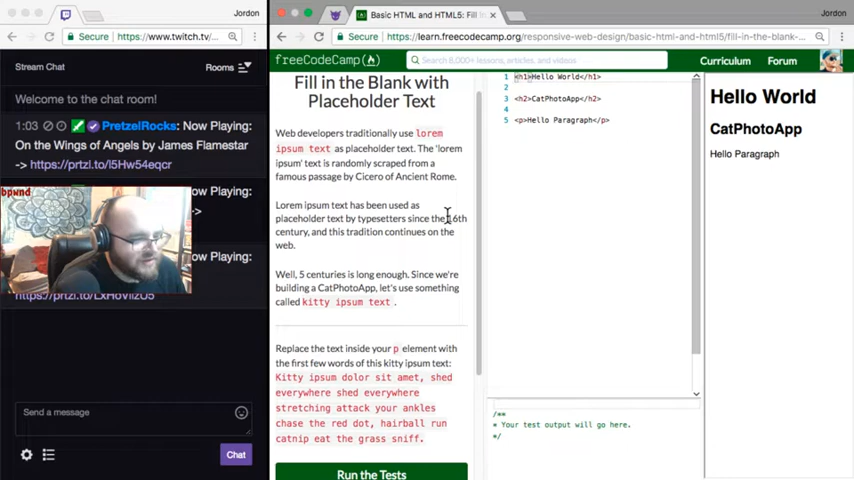 Jordon
Secure
https://www.twitch.tv/...
Stream Chat
Rooms
Welcome to the chat room!
1:03 PretzelRocks: Now Playing:
On the Wings of Angels by James Flamestar
-> https://prtzl.to/l5Hw54eqcr
Now Playing:
->
Now Playing:
https://prtzl.to/LxHoVlizU5
bpwnd
Send a message
Chat
Basic HTML and HTML5: Fill in
Jordon
Secure
https://learn.freecodecamp.org/responsive-web-design/basic-html-and-html5/fill-in-the-blank-...
freeCodeCamp
Search 8,000+ lessons, articles, and videos
Curriculum
Forum
Fill in the Blank with
Placeholder Text
Web developers traditionally use lorem
ipsum text as placeholder text. The 'lorem
ipsum' text is randomly scraped from a
famous passage by Cicero of Ancient Rome.
Lorem ipsum text has been used as
placeholder text by typesetters since the 16th
century, and this tradition continues on the
web.
Well, 5 centuries is long enough. Since we're
building a CatPhotoApp, let's use something
called kitty ipsum text .
Replace the text inside your p element with
the first few words of this kitty ipsum text:
Kitty ipsum dolor sit amet, shed
everywhere shed everywhere
stretching attack your ankles
chase the red dot, hairball run
catnip eat the grass sniff.
Run the Tests
1 <h1>Hello World</h1>
2
3 <h2>CatPhotoApp</h2>
4
5 <p>Hello Paragraph</p>
/**
* Your test output will go here.
*/
Hello World
CatPhotoApp
Hello Paragraph